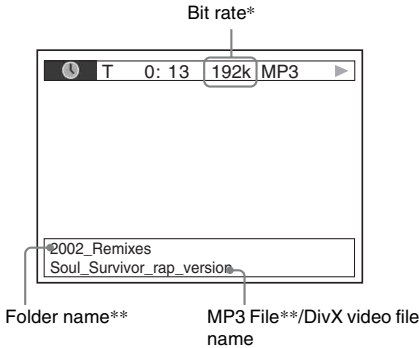 Bit rate*
T 0: 13 192k MP3
2002_Remixes
Soul_Survivor_rap_version
Folder name**
MP3 File**/DivX video file
name